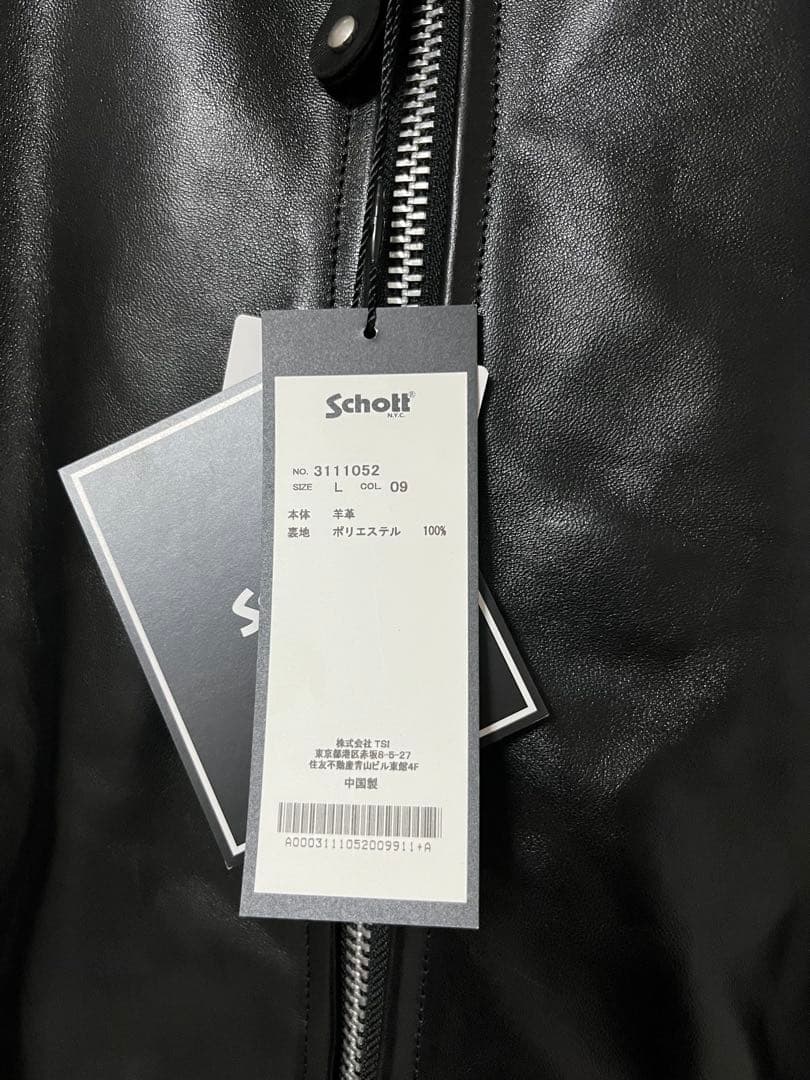 Schott®
N.Y.C.
NO. 3111052
SIZE L COL. 09
本体 羊革
裏地 ポリエステル 100%
株式会社 TSI
東京都港区赤坂8-5-27
住友不動産青山ビル東館4F
中国製
A0003111052009911+A
S